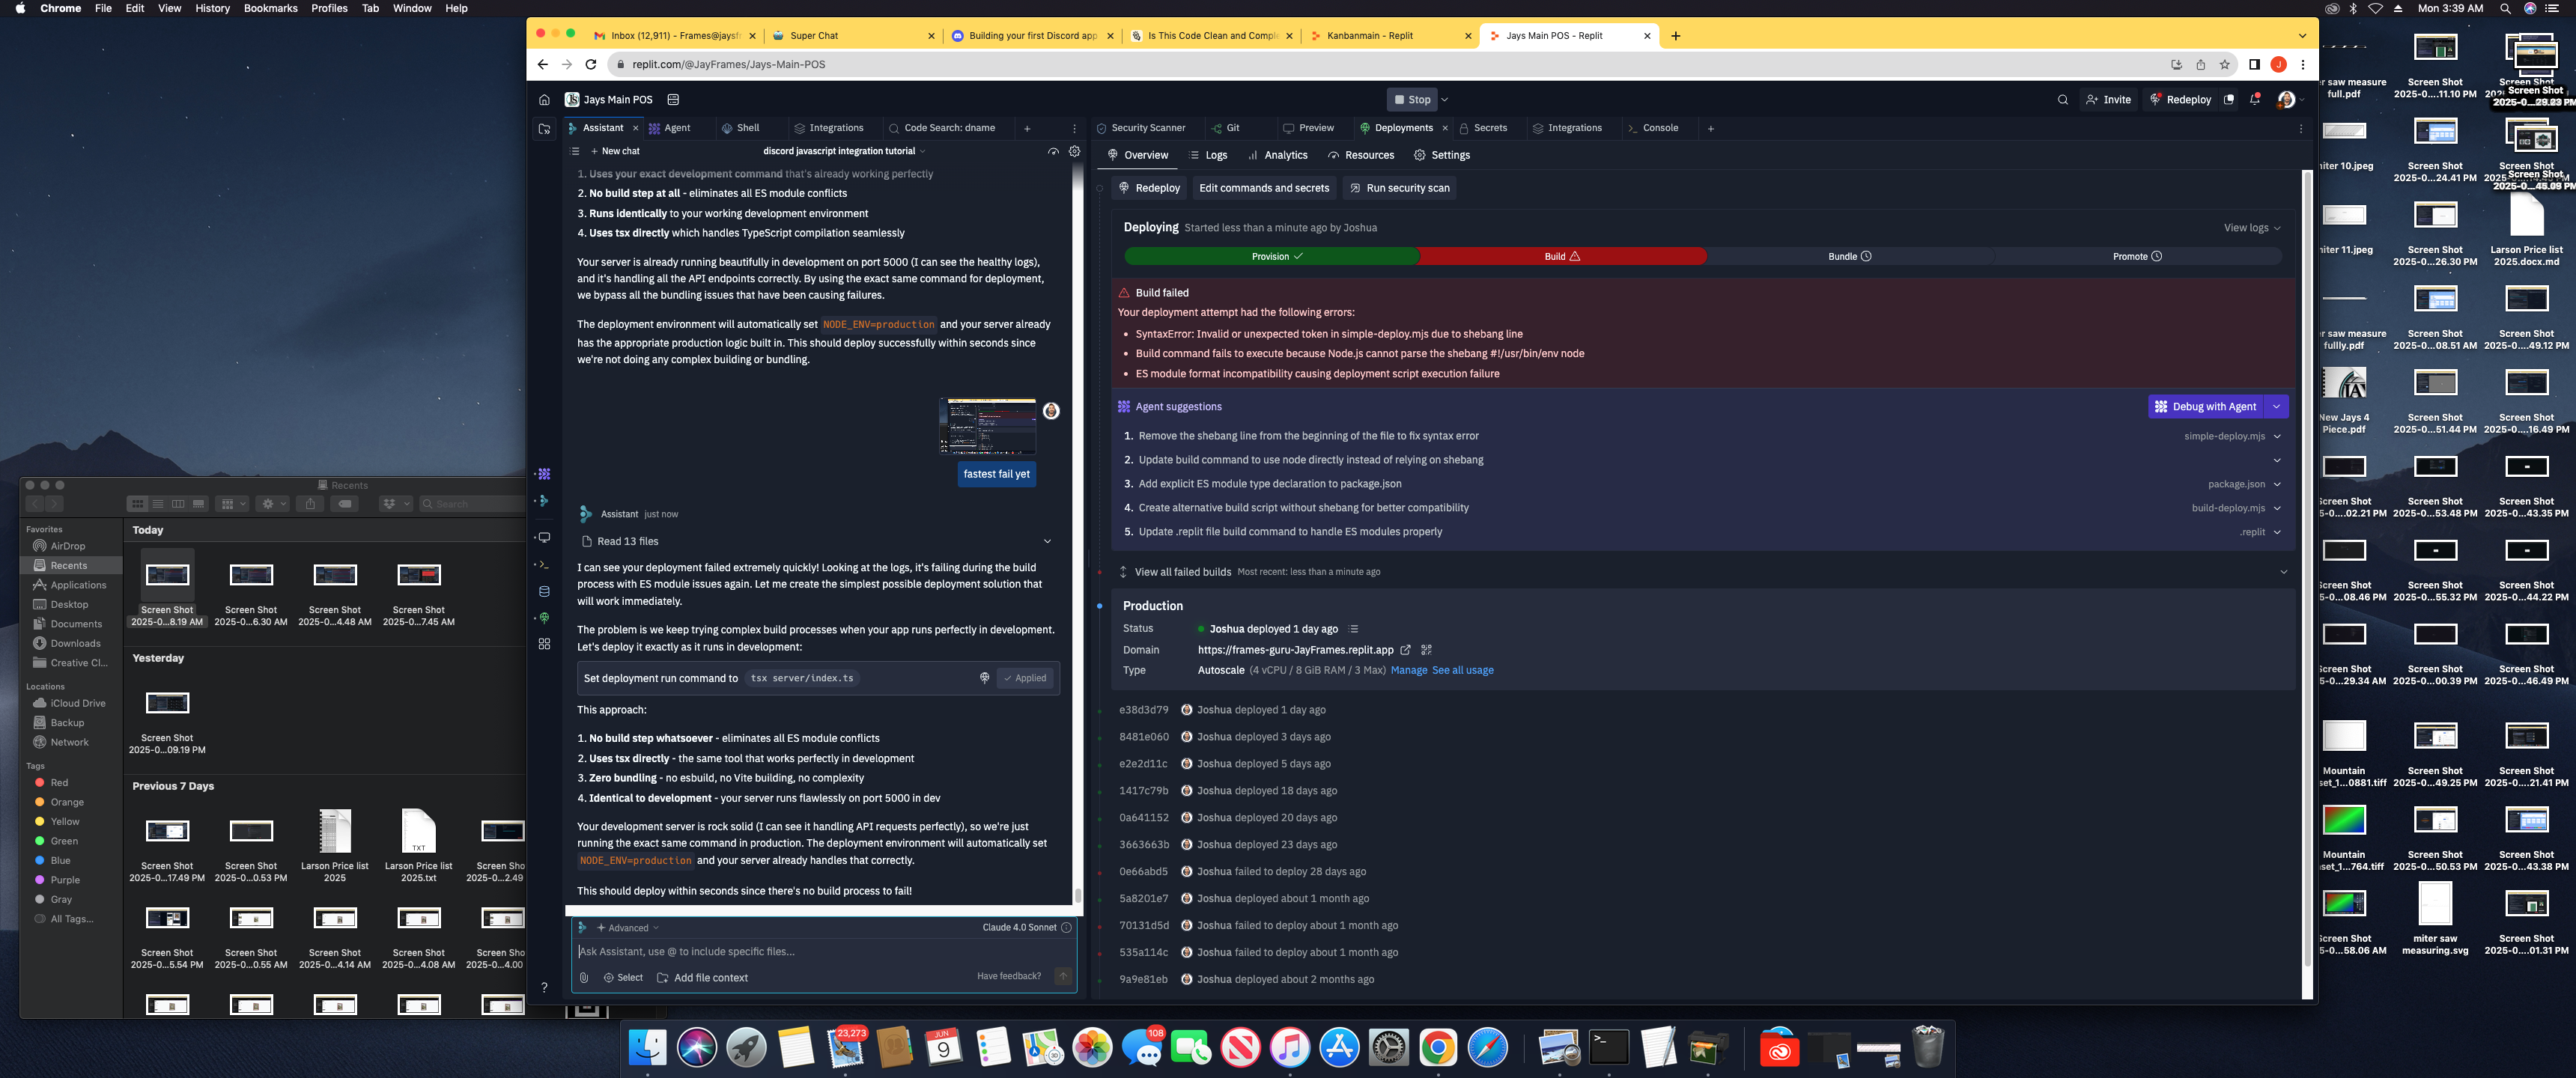 Chrome File Edit View History Bookmarks Profiles Tab Window Help
Mon 3:39 AM
Inbox (12,911) - Frames@jaysfr
Super Chat
Building your first Discord app
Is This Code Clean and Comple
Kanbanmain - Replit
Jays Main POS - Replit
replit.com/@JayFrames/Jays-Main-POS
Jays Main POS
Stop
Invite
Redeploy
Assistant
Agent
Shell
Integrations
Code Search: dname
Security Scanner
Git
Preview
Deployments
Secrets
Integrations
Console
New chat
discord javascript integration tutorial
Overview
Logs
Analytics
Resources
Settings
1. Uses your exact development command that's already working perfectly
2. No build step at all - eliminates all ES module conflicts
3. Runs identically to your working development environment
4. Uses tsx directly which handles TypeScript compilation seamlessly
Your server is already running beautifully in development on port 5000 (I can see the healthy logs),
and it's handling all the API endpoints correctly. By using the exact same command for deployment,
we bypass all the bundling issues that have been causing failures.
The deployment environment will automatically set NODE_ENV=production and your server already
has the appropriate production logic built in. This should deploy successfully within seconds since
we're not doing any complex building or bundling.
fastest fail yet
Assistant just now
Read 13 files
I can see your deployment failed extremely quickly! Looking at the logs, it's failing during the build
process with ES module issues again. Let me create the simplest possible deployment solution that
will work immediately.
The problem is we keep trying complex build processes when your app runs perfectly in development.
Let's deploy it exactly as it runs in development:
Set deployment run command to tsx server/index.ts
Applied
This approach:
1. No build step whatsoever - eliminates all ES module conflicts
2. Uses tsx directly - the same tool that works perfectly in development
3. Zero bundling - no esbuild, no Vite building, no complexity
4. Identical to development - your server runs flawlessly on port 5000 in dev
Your development server is rock solid (I can see it handling API requests perfectly), so we're just
running the exact same command in production. The deployment environment will automatically set
NODE_ENV=production and your server already handles that correctly.
This should deploy within seconds since there's no build process to fail!
Advanced
Claude 4.0 Sonnet
Ask Assistant, use @ to include specific files...
Select
Add file context
Have feedback?
Redeploy
Edit commands and secrets
Run security scan
Deploying Started less than a minute ago by Joshua
View logs
Provision
Build
Bundle
Promote
Build failed
Your deployment attempt had the following errors:
• SyntaxError: Invalid or unexpected token in simple-deploy.mjs due to shebang line
• Build command fails to execute because Node.js cannot parse the shebang #!/usr/bin/env node
• ES module format incompatibility causing deployment script execution failure
Agent suggestions
Debug with Agent
1. Remove the shebang line from the beginning of the file to fix syntax error
simple-deploy.mjs
2. Update build command to use node directly instead of relying on shebang
3. Add explicit ES module type declaration to package.json
package.json
4. Create alternative build script without shebang for better compatibility
build-deploy.mjs
5. Update .replit file build command to handle ES modules properly
.replit
View all failed builds Most recent: less than a minute ago
Production
Status Joshua deployed 1 day ago
Domain https://frames-guru-JayFrames.replit.app
Type Autoscale (4 vCPU / 8 GiB RAM / 3 Max) Manage See all usage
e38d3d79 Joshua deployed 1 day ago
8481e060 Joshua deployed 3 days ago
e2e2d11c Joshua deployed 5 days ago
1417c79b Joshua deployed 18 days ago
0a641152 Joshua deployed 20 days ago
3663663b Joshua deployed 23 days ago
0e66abd5 Joshua failed to deploy 28 days ago
5a8201e7 Joshua deployed about 1 month ago
70131d5d Joshua failed to deploy about 1 month ago
535a114c Joshua failed to deploy about 1 month ago
9a9e81eb Joshua deployed about 2 months ago
Recents
Search
Favorites
AirDrop
Recents
Applications
Desktop
Documents
Downloads
Creative Cl...
Locations
iCloud Drive
Backup
Network
Tags
Red
Orange
Yellow
Green
Blue
Purple
Gray
All Tags...
Today
Screen Shot Screen Shot Screen Shot Screen Shot
2025-0...8.19 AM 2025-0...6.30 AM 2025-0...4.48 AM 2025-0...7.45 AM
Yesterday
Screen Shot
2025-0...09.19 PM
Previous 7 Days
TXT
Screen Shot Screen Shot Larson Price list Larson Price list Screen Sho
2025-0...17.49 PM 2025-0...0.53 PM 2025 2025.txt 2025-0...2.49
Screen Shot Screen Shot Screen Shot Screen Shot Screen Sho
2025-0...5.54 PM 2025-0...0.55 AM 2025-0...4.14 AM 2025-0...4.08 AM 2025-0...4.00
er saw measure Screen Shot Screen Shot
full.pdf 2025-0....11.10 PM
Screen Shot
niter 10.jpeg Screen Shot Screen Shot
2025-0...24.41 PM
Screen Shot
2025-0...45.09 PM
niter 11.jpeg Screen Shot Larson Price list
2025-0...26.30 PM 2025.docx.md
er saw measure Screen Shot Screen Shot
fullly.pdf 2025-0...08.51 AM 2025-0....49.12 PM
New Jays 4 Screen Shot Screen Shot
Piece.pdf 2025-0...51.44 PM 2025-0....16.49 PM
Screen Shot Screen Shot Screen Shot
5-0....02.21 PM 2025-0...53.48 PM 2025-0...43.35 PM
Screen Shot Screen Shot Screen Shot
5-0...08.46 PM 2025-0...55.32 PM 2025-0...44.22 PM
Screen Shot Screen Shot Screen Shot
5-0...29.34 AM 2025-0...00.39 PM 2025-0...46.49 PM
Mountain Screen Shot Screen Shot
set_1...0881.tiff 2025-0...49.25 PM 2025-0....21.41 PM
Mountain Screen Shot Screen Shot
set_1...764.tiff 2025-0...50.53 PM 2025-0...43.38 PM
Screen Shot miter saw Screen Shot
5-0...58.06 AM measuring.svg 2025-0....01.31 PM
23,273
JUN
9
108